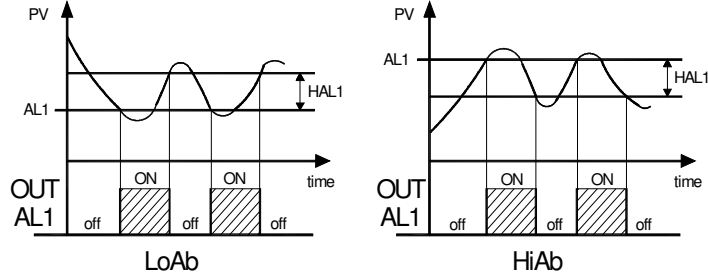 PV
HAL1
AL1
time
OUT
AL1
ON
ON
off
off
off
LoAb
PV
AL1
HAL1
time
OUT
AL1
ON
ON
off
off
off
HiAb